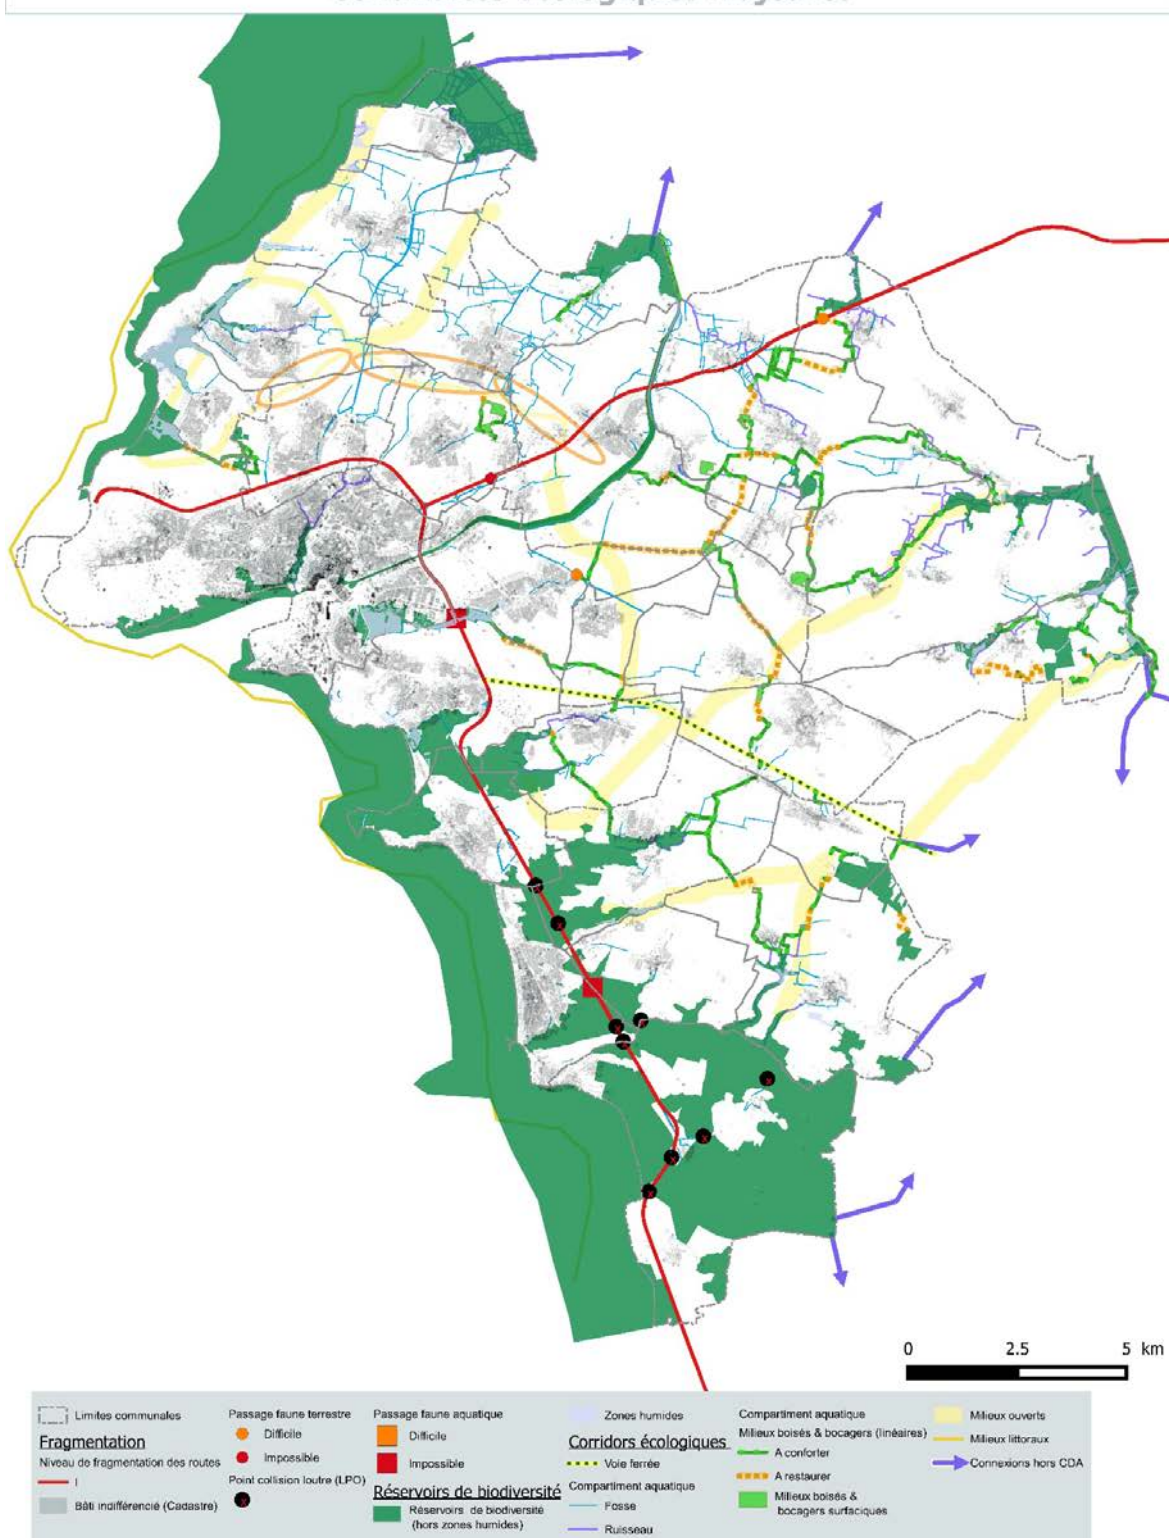 0 2.5 5 km
Limites communales
Fragmentation
Niveau de fragmentation des routes
I
Bâti indifférencié (Cadastre)
Passage faune terrestre
Difficile
Impossible
Point collision loutre (LPO)
Passage faune aquatique
Difficile
Impossible
Réservoirs de biodiversité
Réservoirs de biodiversité
(hors zones humides)
Zones humides
Corridors écologiques
Voie ferrée
Compartiment aquatique
Fosse
Ruisseau
Compartiment aquatique
Milieux boisés & bocagers (linéaires)
A conforter
A restaurer
Milieux boisés &
bocagers surfaciques
Milieux ouverts
Milieux littoraux
Connexions hors CDA